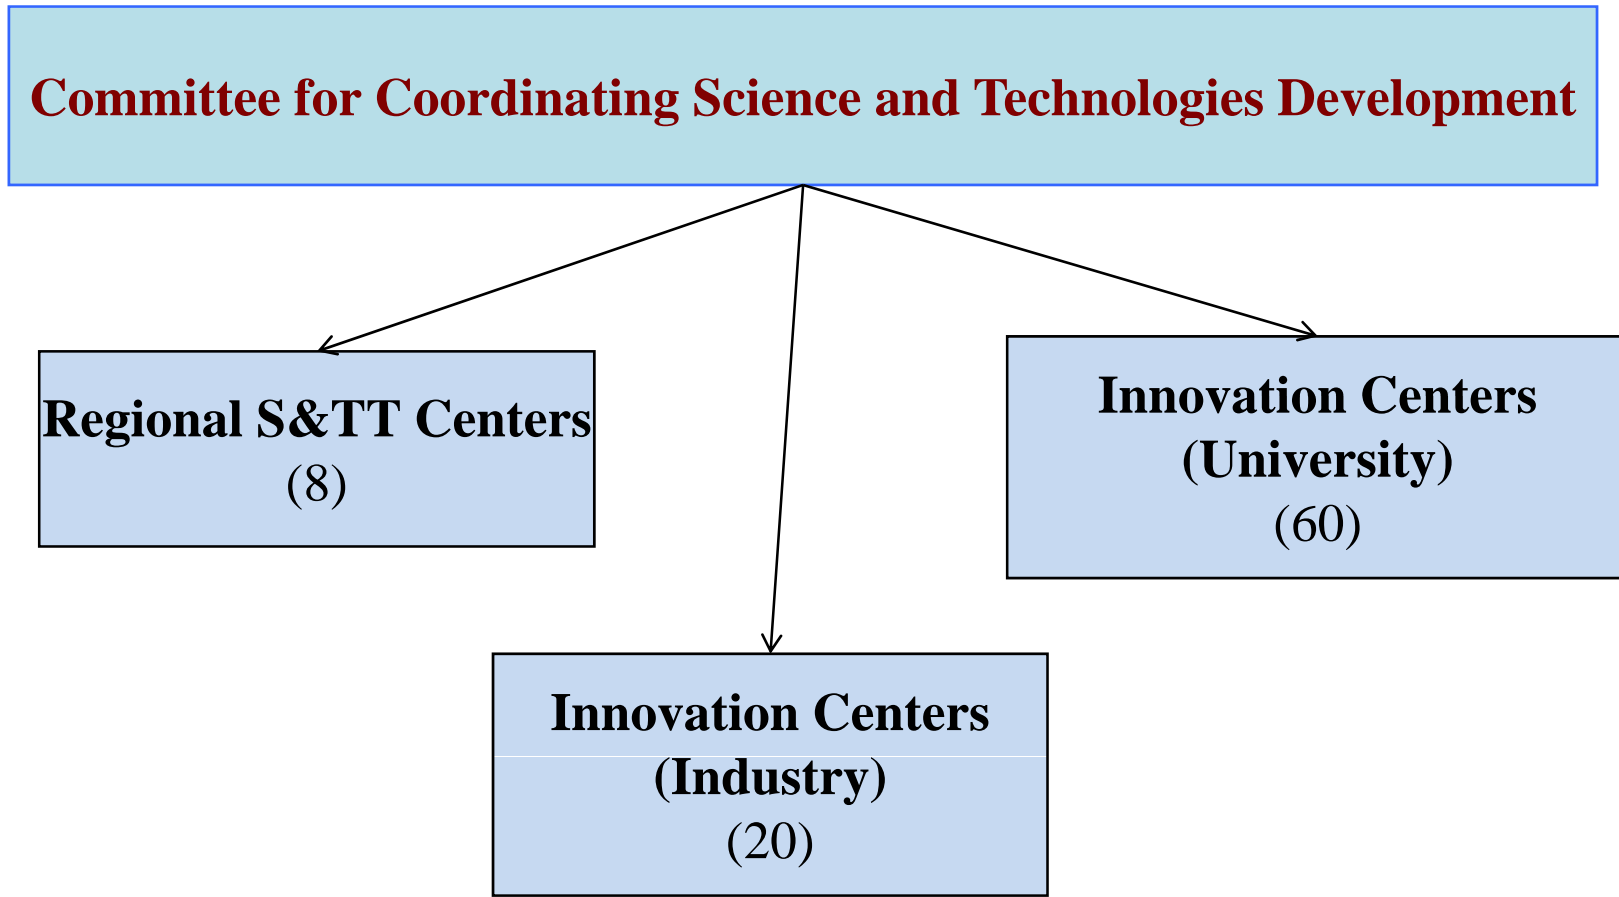 Committee for Coordinating Science and Technologies Development
Regional S&TT Centers
(8)
Innovation Centers
(University)
(60)
Innovation Centers
(Industry)
(20)